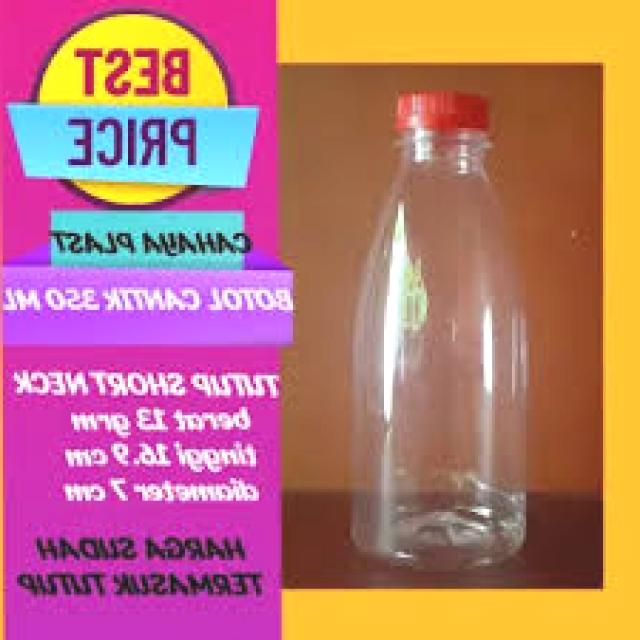 BEST
PRICE
CAHAYA PLAST
BOTOL CANTIK 350 ML
TUTUP SHORT NECK
berat 13 grm
tinggi 16.9 cm
diameter 7 cm
HARGA SUDAH
TERMASUK TUTUP